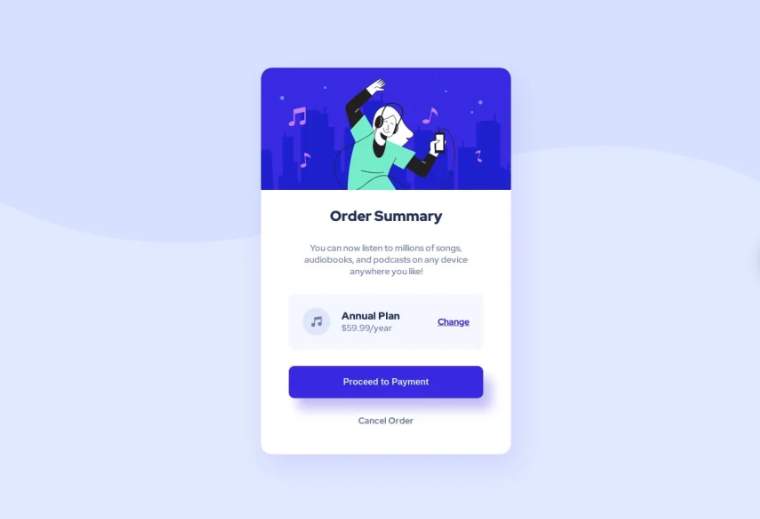 Order Summary
You can now listen to millions of songs,
audiobooks, and podcasts on any device
anywhere you like!
Annual Plan
$59.99/year
Change
Proceed to Payment
Cancel Order